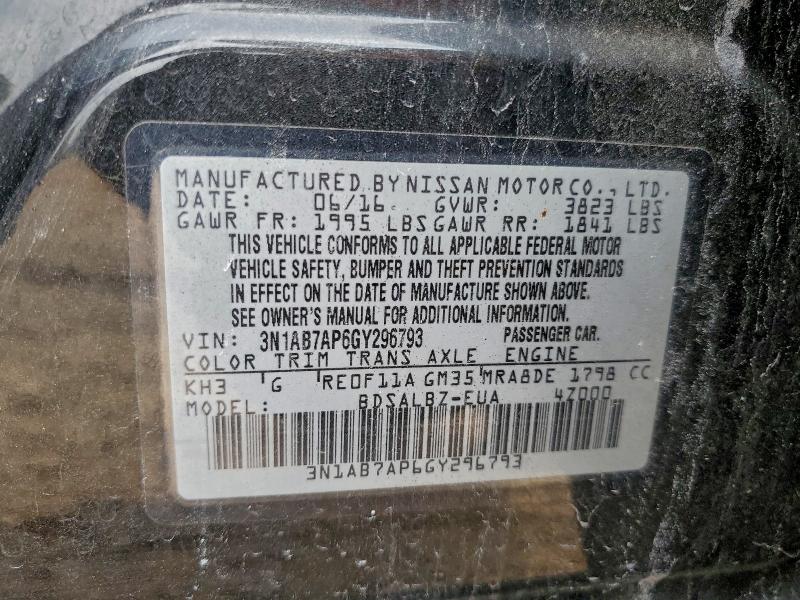 MANUFACTURED BY NISSAN MOTOR CO., LTD.
DATE: 06/16 GVWR: 3823 LBS
GAWR FR: 1995 LBS GAWR RR: 1841 LBS
THIS VEHICLE CONFORMS TO ALL APPLICABLE FEDERAL MOTOR
VEHICLE SAFETY, BUMPER AND THEFT PREVENTION STANDARDS
IN EFFECT ON THE DATE OF MANUFACTURE SHOWN ABOVE.
SEE OWNER'S MANUAL FOR ADDITIONAL INFORMATION.
VIN: 3N1AB7AP6GY296793 PASSENGER CAR.
COLOR TRIM TRANS AXLE ENGINE
KH3 G RE0F11A GM35 MRA8DE 1798 CC
MODEL: BDSALBZ-EUA 4Z000
3N1AB7AP6GY296793